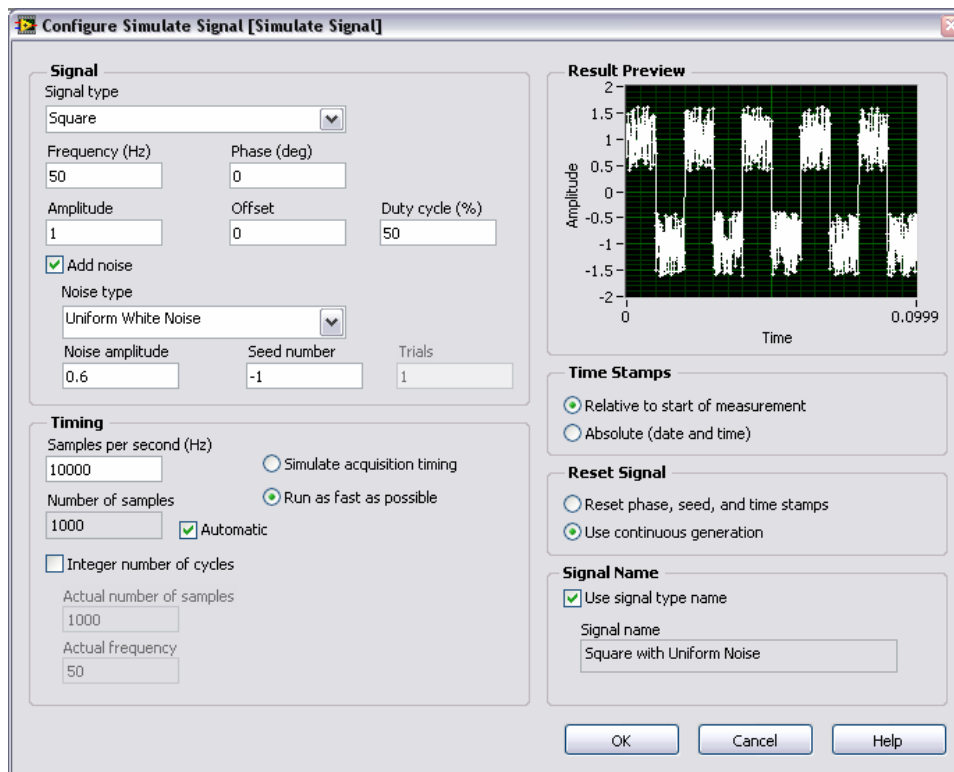 Configure Simulate Signal [Simulate Signal]
Signal
Signal type
Square
Frequency (Hz) Phase (deg)
50 0
Amplitude Offset Duty cycle (%)
1 0 50
Add noise
Noise type
Uniform White Noise
Noise amplitude Seed number Trials
0.6 -1 1
Timing
Samples per second (Hz)
10000
Simulate acquisition timing
Run as fast as possible
Number of samples
1000
Automatic
Integer number of cycles
Actual number of samples
1000
Actual frequency
50
Result Preview
Amplitude
2
1.5
1
0.5
0
-0.5
-1
-1.5
-2
0 0.0999
Time
Time Stamps
Relative to start of measurement
Absolute (date and time)
Reset Signal
Reset phase, seed, and time stamps
Use continuous generation
Signal Name
Use signal type name
Signal name
Square with Uniform Noise
OK Cancel Help